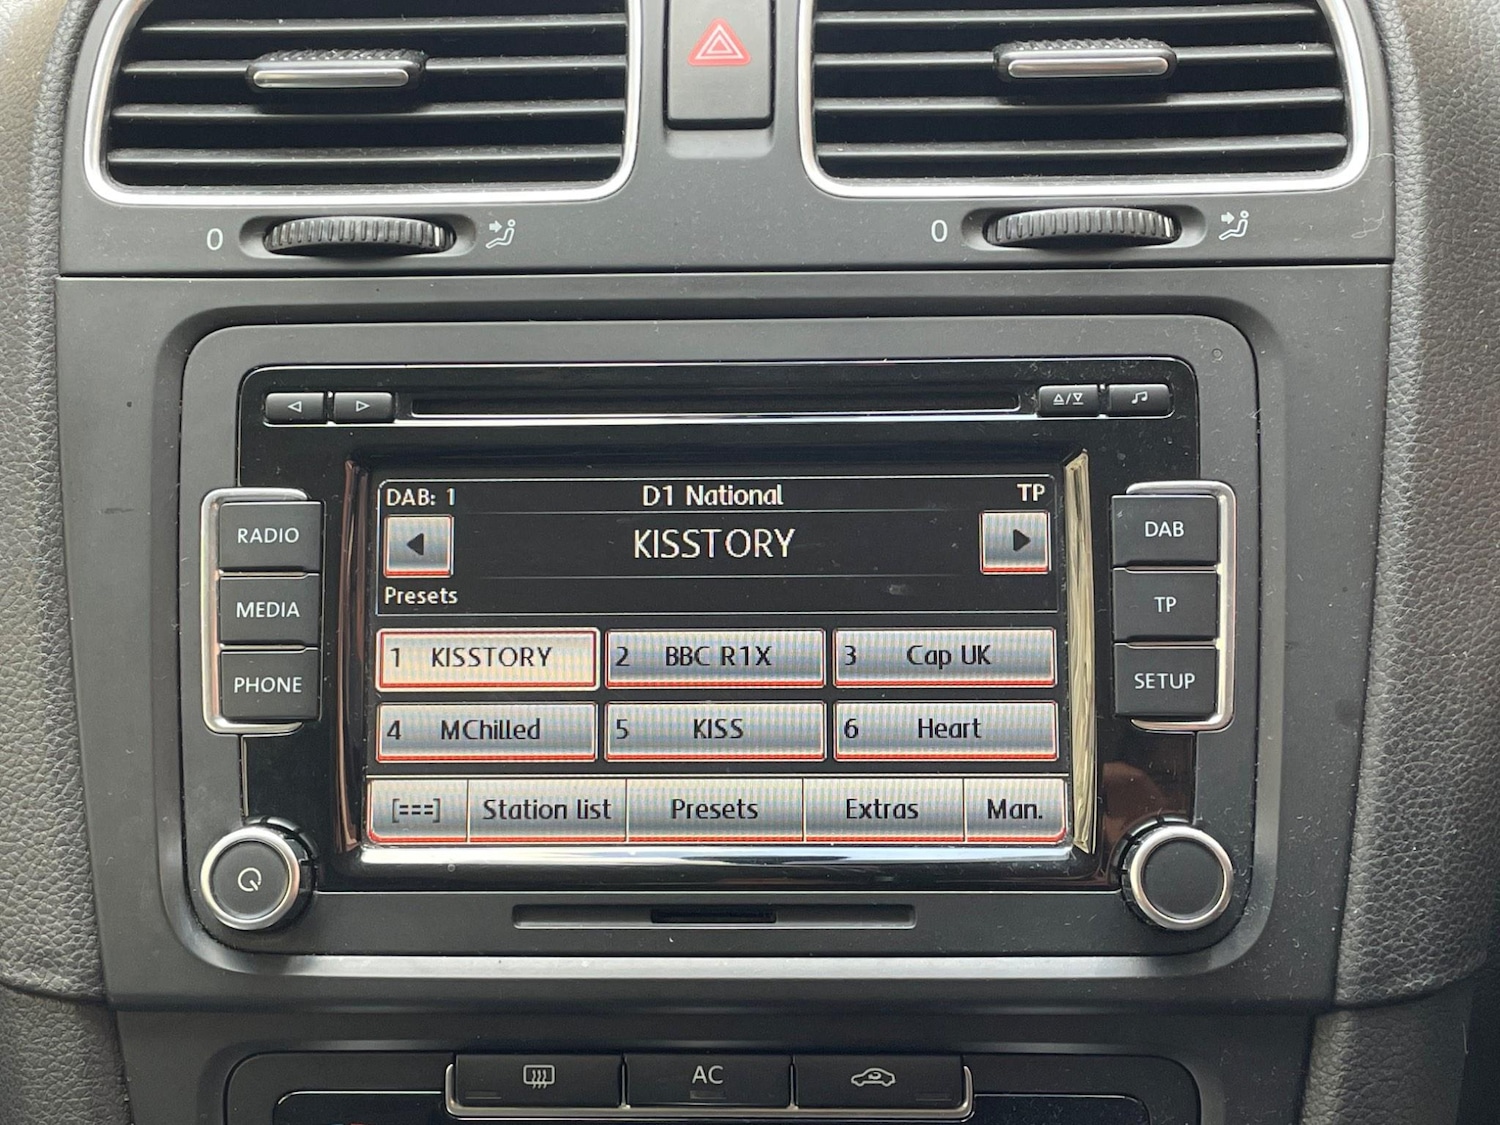 0
0
DAB: 1 D1 National TP
KISSTORY
Presets
1 KISSTORY 2 BBC R1X 3 Cap UK
4 MChilled 5 KISS 6 Heart
[===] Station list Presets Extras Man.
RADIO
MEDIA
PHONE
DAB
TP
SETUP
AC